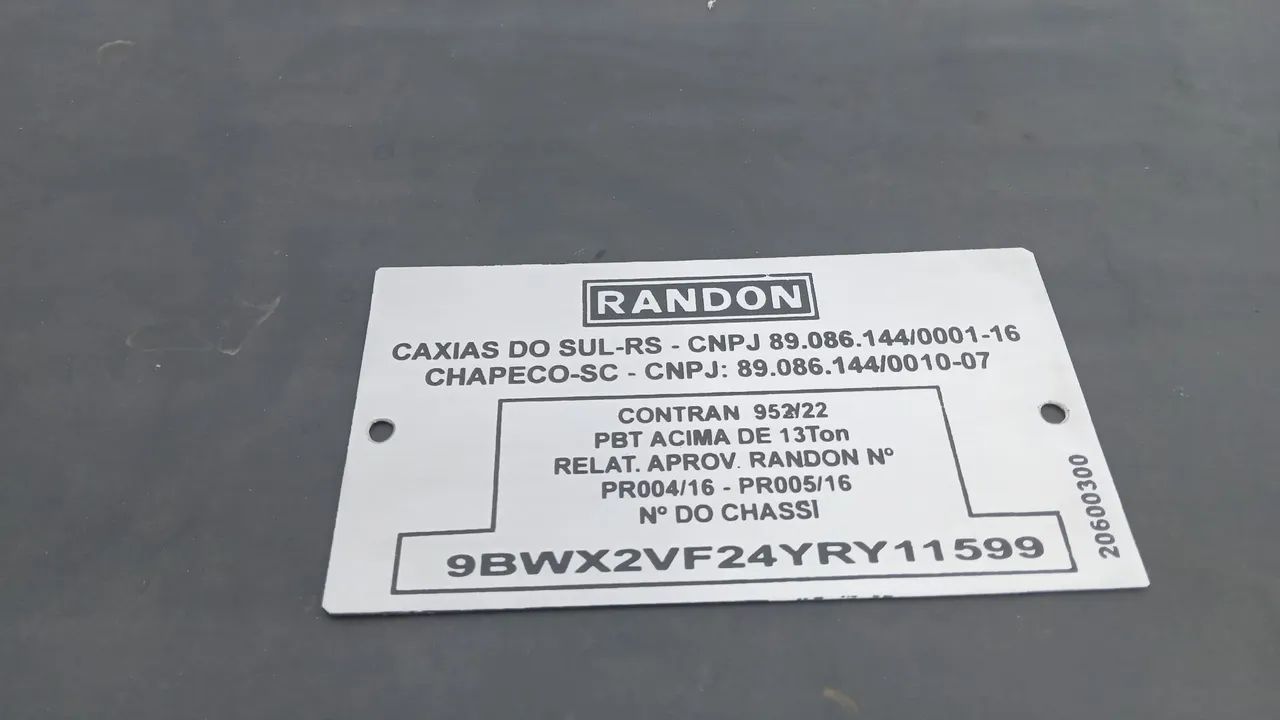 RANDON
CAXIAS DO SUL-RS - CNPJ 89.086.144/0001-16
CHAPECO-SC - CNPJ: 89.086.144/0010-07
CONTRAN 952/22
PBT ACIMA DE 13Ton
RELAT. APROV. RANDON Nº
PR004/16 - PR005/16
Nº DO CHASSI
9BWX2VF24YRY11599
20600300